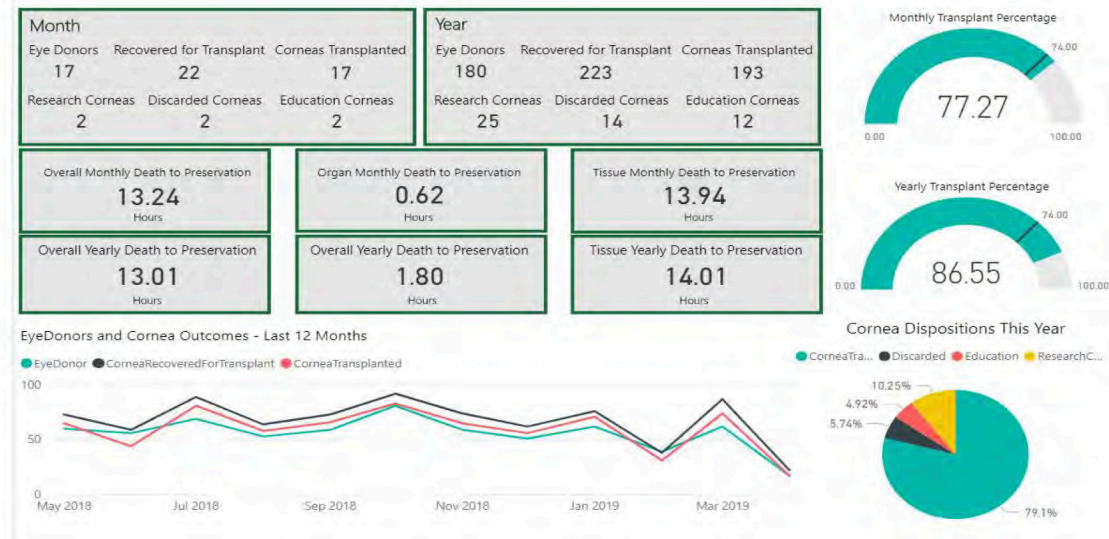 Month
Eye Donors Recovered for Transplant Corneas Transplanted
17 22 17
Research Corneas Discarded Corneas Education Corneas
2 2 2
Year
Eye Donors Recovered for Transplant Corneas Transplanted
180 223 193
Research Corneas Discarded Corneas Education Corneas
25 14 12
Monthly Transplant Percentage
74.00
77.27
0.00 100.00
Overall Monthly Death to Preservation
13.24
Hours
Organ Monthly Death to Preservation
0.62
Hours
Tissue Monthly Death to Preservation
13.94
Hours
Overall Yearly Death to Preservation
13.01
Hours
Overall Yearly Death to Preservation
1.80
Hours
Tissue Yearly Death to Preservation
14.01
Hours
Yearly Transplant Percentage
74.00
86.55
0.00 100.00
EyeDonors and Cornea Outcomes - Last 12 Months
EyeDonor CorneaRecoveredForTransplant CorneaTransplanted
100
50
0
May 2018 Jul 2018 Sep 2018 Nov 2018 Jan 2019 Mar 2019
Cornea Dispositions This Year
CorneaTra... Discarded Education ResearchC...
10.25%
4.92%
5.74%
79.1%